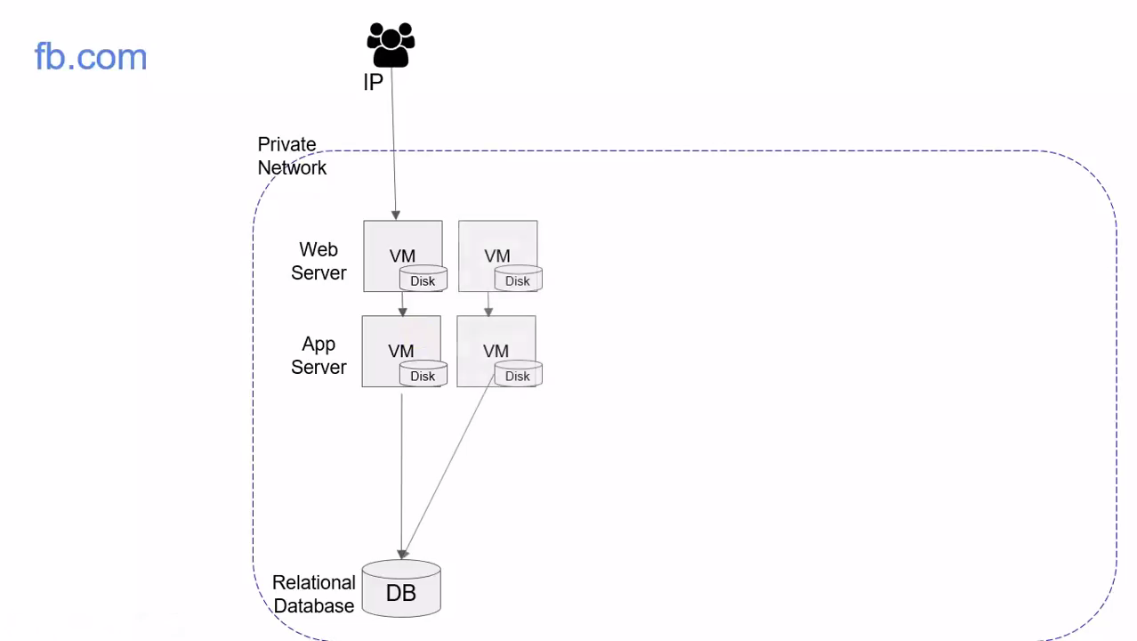 fb.com
IP
Private
Network
Web
Server
VM
Disk
VM
Disk
App
Server
VM
Disk
VM
Disk
Relational
Database
DB